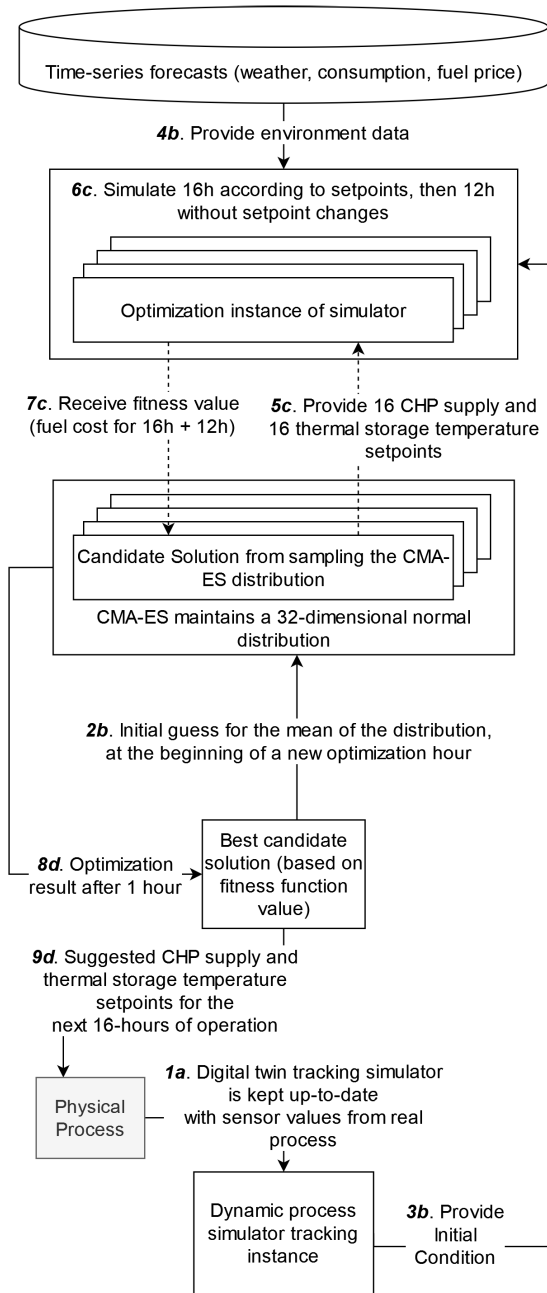 Time-series forecasts (weather, consumption, fuel price)
4b. Provide environment data
6c. Simulate 16h according to setpoints, then 12h
without setpoint changes
Optimization instance of simulator
7c. Receive fitness value
(fuel cost for 16h + 12h)
5c. Provide 16 CHP supply and
16 thermal storage temperature
setpoints
Candidate Solution from sampling the CMA-
ES distribution
CMA-ES maintains a 32-dimensional normal
distribution
2b. Initial guess for the mean of the distribution,
at the beginning of a new optimization hour
Best candidate
solution (based on
fitness function
value)
8d. Optimization
result after 1 hour
9d. Suggested CHP supply and
thermal storage temperature
setpoints for the
next 16-hours of operation
Physical
Process
1a. Digital twin tracking simulator
is kept up-to-date
with sensor values from real
process
Dynamic process
simulator tracking
instance
3b. Provide
Initial
Condition